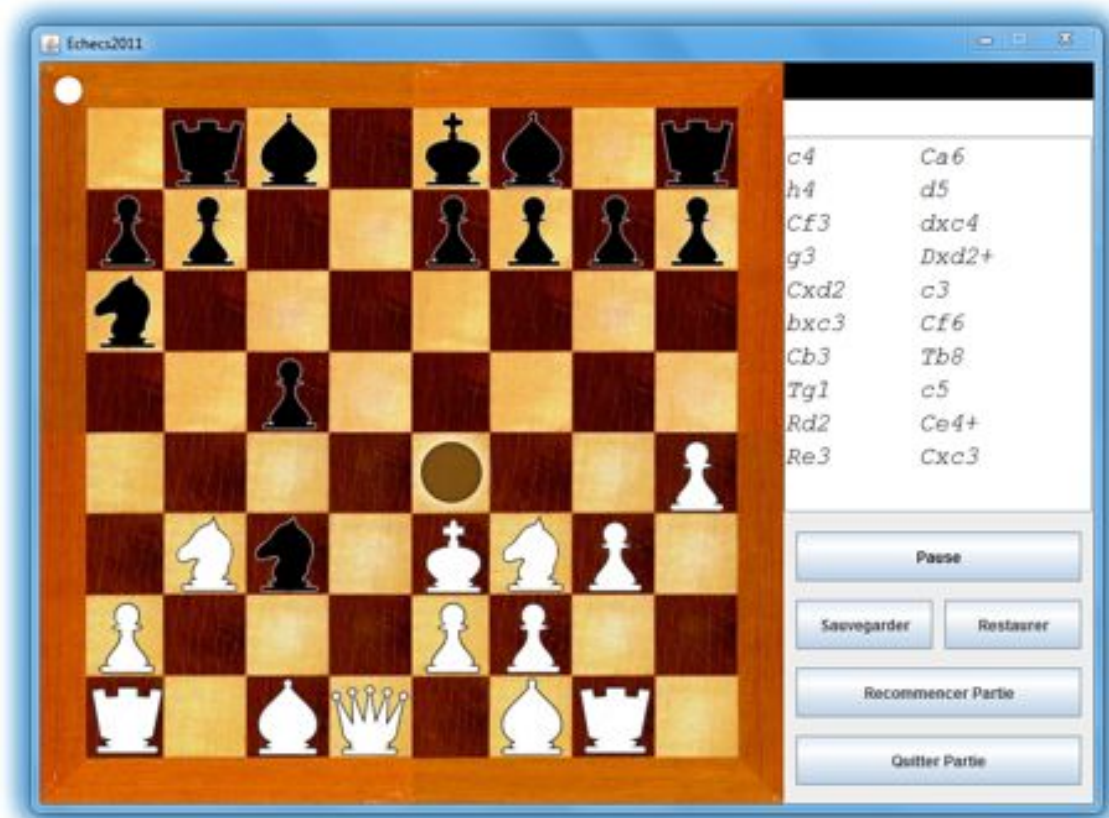 Echecs2011
c4 Ca6
h4 d5
Cf3 dxc4
g3 Dxd2+
Cxd2 c3
bxc3 Cf6
Cb3 Tb8
Tg1 c5
Rd2 Ce4+
Re3 Cxc3
Pause
Sauvegarder Restaurer
Recommencer Partie
Quitter Partie